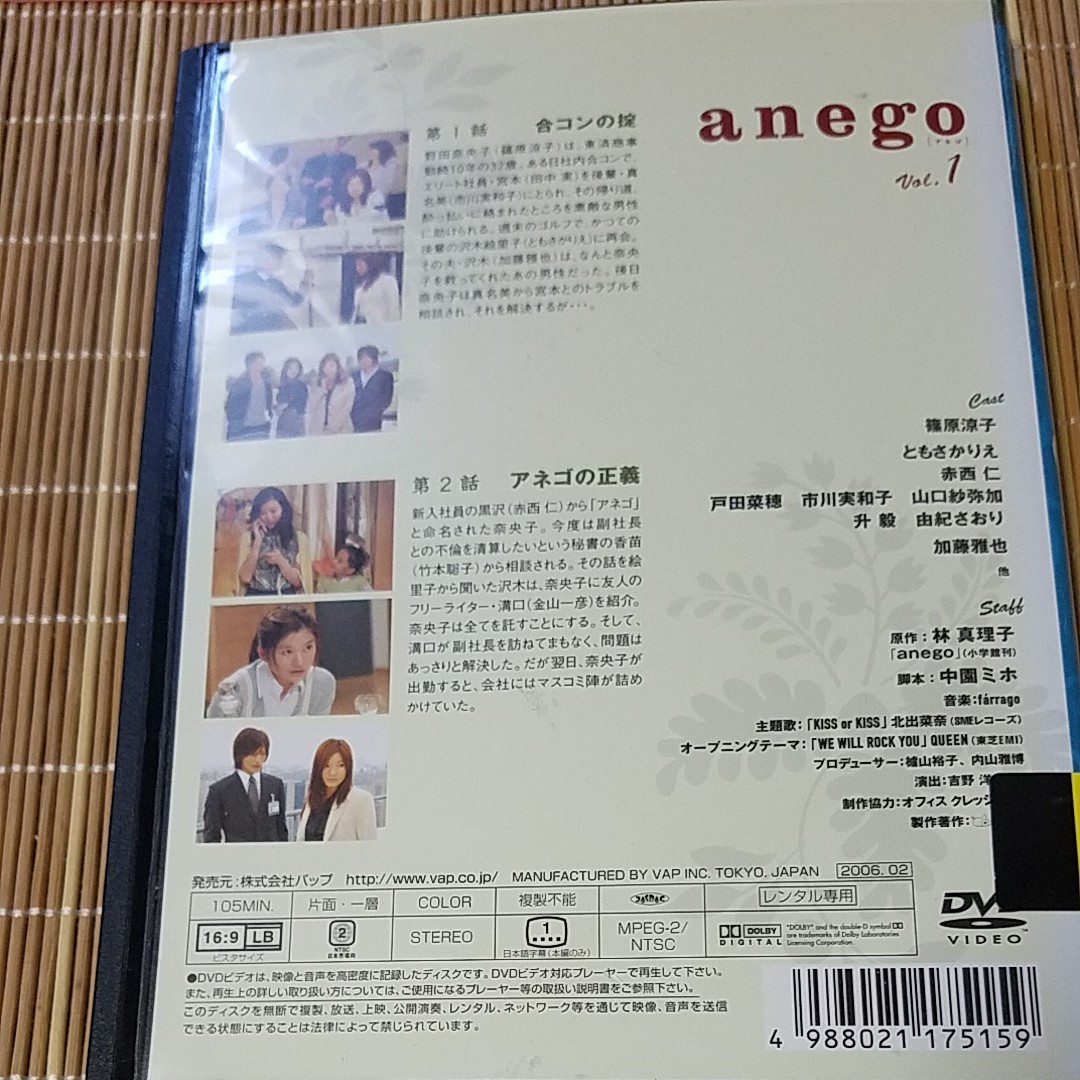 anego
[アネゴ]
Vol.1
第1話 合コンの掟
野田奈央子(篠原涼子)は、東済商事
勤続10年の32歳。ある日社内合コンで、
エリート社員・宮本(田中 実)を後輩・真
名美(市川実和子)にとられ、その帰り道、
酔っ払いに絡まれたところを素敵な男性
に助けられる。週末のゴルフで、かつての
後輩の沢木絵里子(ともさかりえ)に再会。
その夫・沢木(加藤雅也)は、なんと奈央
子を救ってくれたあの男性だった。後日
奈央子は真名美から宮本とのトラブルを
相談され、それを解決するが・・・。
第2話 アネゴの正義
新入社員の黒沢(赤西 仁)から「アネゴ」
と命名された奈央子。今度は副社長
との不倫を清算したいという秘書の香苗
(竹本聡子)から相談される。その話を絵
里子から聞いた沢木は、奈央子に友人の
フリーライター・溝口(金山一彦)を紹介。
奈央子は全てを託すことにする。そして、
溝口が副社長を訪ねてまもなく、問題は
あっさりと解決した。だが翌日、奈央子が
出勤すると、会社にはマスコミ陣が詰め
かけていた。
Cast
篠原涼子
ともさかりえ
赤西 仁
戸田菜穂 市川実和子 山口紗弥加
升 毅 由紀さおり
加藤雅也
他
Staff
原作:林 真理子
「anego」(小学館刊)
脚本:中園ミホ
音楽:fárrago
主題歌:「KISS or KISS」北出菜奈(SMEレコーズ)
オープニングテーマ:「WE WILL ROCK YOU」QUEEN(東芝EMI)
プロデューサー:櫨山裕子、内山雅博
演出:吉野 洋
制作協力:オフィス クレッシ
製作著作:
発売元:株式会社バップ http://www.vap.co.jp/ MANUFACTURED BY VAP INC. TOKYO, JAPAN 2006.02
105MIN. 片面・一層 COLOR 複製不能 レンタル専用
16:9 LB
ビスタサイズ
2
NTSC
日本市場向
STEREO
1
日本語字幕(本編のみ)
MPEG-2/
NTSC
DOLBY
DIGITAL
"DOLBY" and the double-D symbol
are trademarks of Dolby Laboratories
Licensing Corporation.
DV
VIDEO
●DVDビデオは、映像と音声を高密度に記録したディスクです。DVDビデオ対応プレーヤーで再生して下さい。
また、再生上の詳しい取り扱い方については、ご使用になるプレーヤー等の取扱い説明書をご参照下さい。
このディスクを無断で複製、放送、上映、公開演奏、レンタル、ネットワーク等を通じて映像、音声を送信
できる状態にすることは法律によって禁じられています。
4 988021 175159